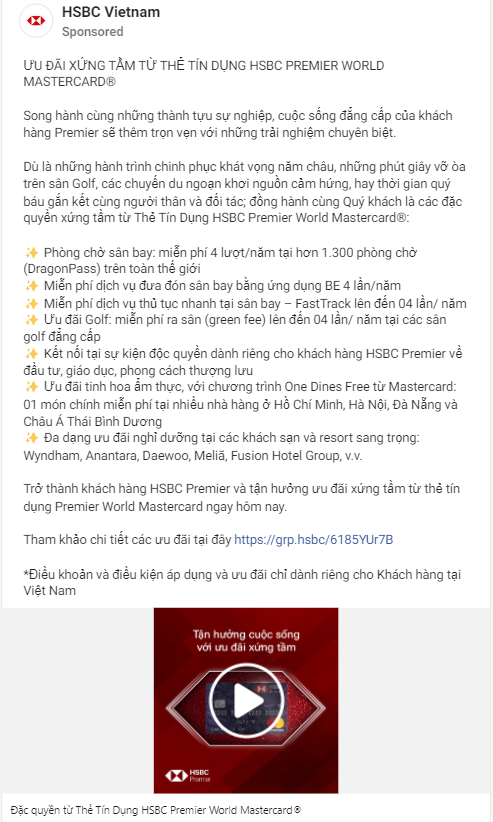 HSBC Vietnam
Sponsored
ƯU ĐÃI XỨNG TẦM TỪ THẺ TÍN DỤNG HSBC PREMIER WORLD
MASTERCARD®
Song hành cùng những thành tựu sự nghiệp, cuộc sống đẳng cấp của khách
hàng Premier sẽ thêm trọn vẹn với những trải nghiệm chuyên biệt.
Dù là những hành trình chinh phục khát vọng năm châu, những phút giây vỡ òa
trên sân Golf, các chuyến du ngoạn khơi nguồn cảm hứng, hay thời gian quý
báu gắn kết cùng người thân và đối tác; đồng hành cùng Quý khách là các đặc
quyền xứng tầm từ Thẻ Tín Dụng HSBC Premier World Mastercard®:
✨ Phòng chờ sân bay: miễn phí 4 lượt/năm tại hơn 1.300 phòng chờ
(DragonPass) trên toàn thế giới
✨ Miễn phí dịch vụ đưa đón sân bay bằng ứng dụng BE 4 lần/năm
✨ Miễn phí dịch vụ thủ tục nhanh tại sân bay – FastTrack lên đến 04 lần/ năm
✨ Ưu đãi Golf: miễn phí ra sân (green fee) lên đến 04 lần/ năm tại các sân
golf đẳng cấp
✨ Kết nối tại sự kiện độc quyền dành riêng cho khách hàng HSBC Premier về
đầu tư, giáo dục, phong cách thượng lưu
✨ Ưu đãi tinh hoa ẩm thực, với chương trình One Dines Free từ Mastercard:
01 món chính miễn phí tại nhiều nhà hàng ở Hồ Chí Minh, Hà Nội, Đà Nẵng và
Châu Á Thái Bình Dương
✨ Đa dạng ưu đãi nghỉ dưỡng tại các khách sạn và resort sang trọng:
Wyndham, Anantara, Daewoo, Meliã, Fusion Hotel Group, v.v.
Trở thành khách hàng HSBC Premier và tận hưởng ưu đãi xứng tầm từ thẻ tín
dụng Premier World Mastercard ngay hôm nay.
Tham khảo chi tiết các ưu đãi tại đây https://grp.hsbc/6185YUr7B
*Điều khoản và điều kiện áp dụng và ưu đãi chỉ dành riêng cho Khách hàng tại
Việt Nam
Tận hưởng cuộc sống
với ưu đãi xứng tầm
HSBC
Premier
Đặc quyền từ Thẻ Tín Dụng HSBC Premier World Mastercard®